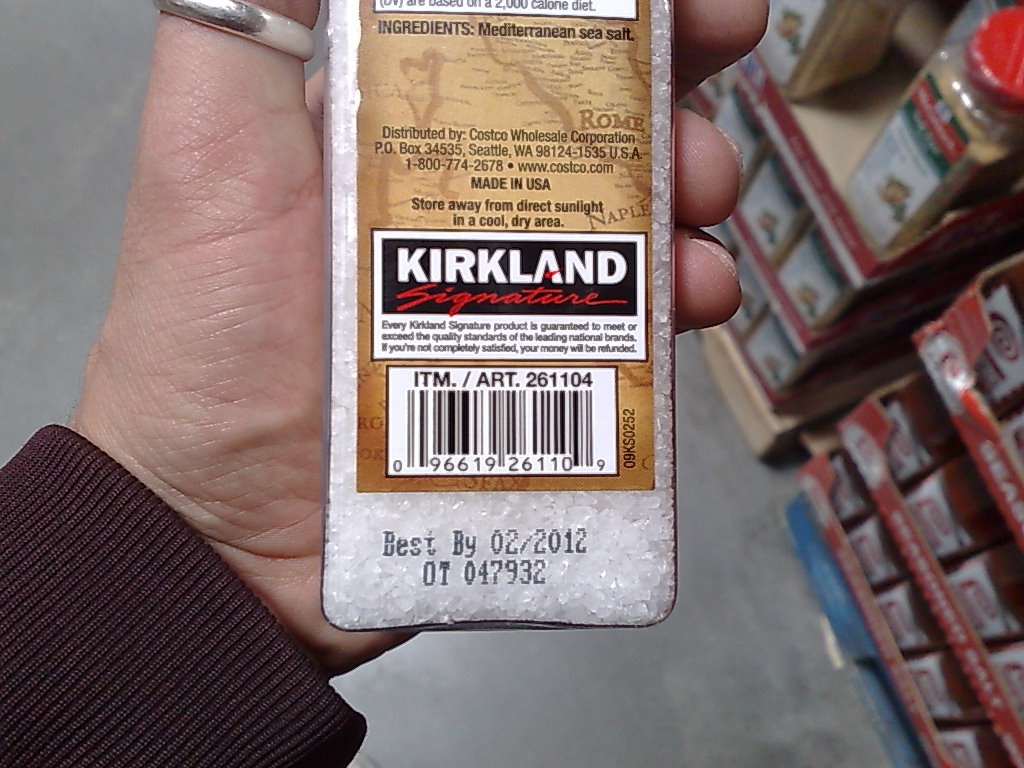 (DV) are based on a 2,000 calorie diet.
INGREDIENTS: Mediterranean sea salt.
ROME
Distributed by: Costco Wholesale Corporation
P.O. Box 34535, Seattle, WA 98124-1535 U.S.A.
1-800-774-2678 • www.costco.com
MADE IN USA
Store away from direct sunlight
in a cool, dry area.
NAPLE
KIRKLAND
Signature
Every Kirkland Signature product is guaranteed to meet or
exceed the quality standards of the leading national brands.
If you're not completely satisfied, your money will be refunded.
ITM. / ART. 261104
0 96619 26110 9
09KS0252
Best By 02/2012
OT 047932